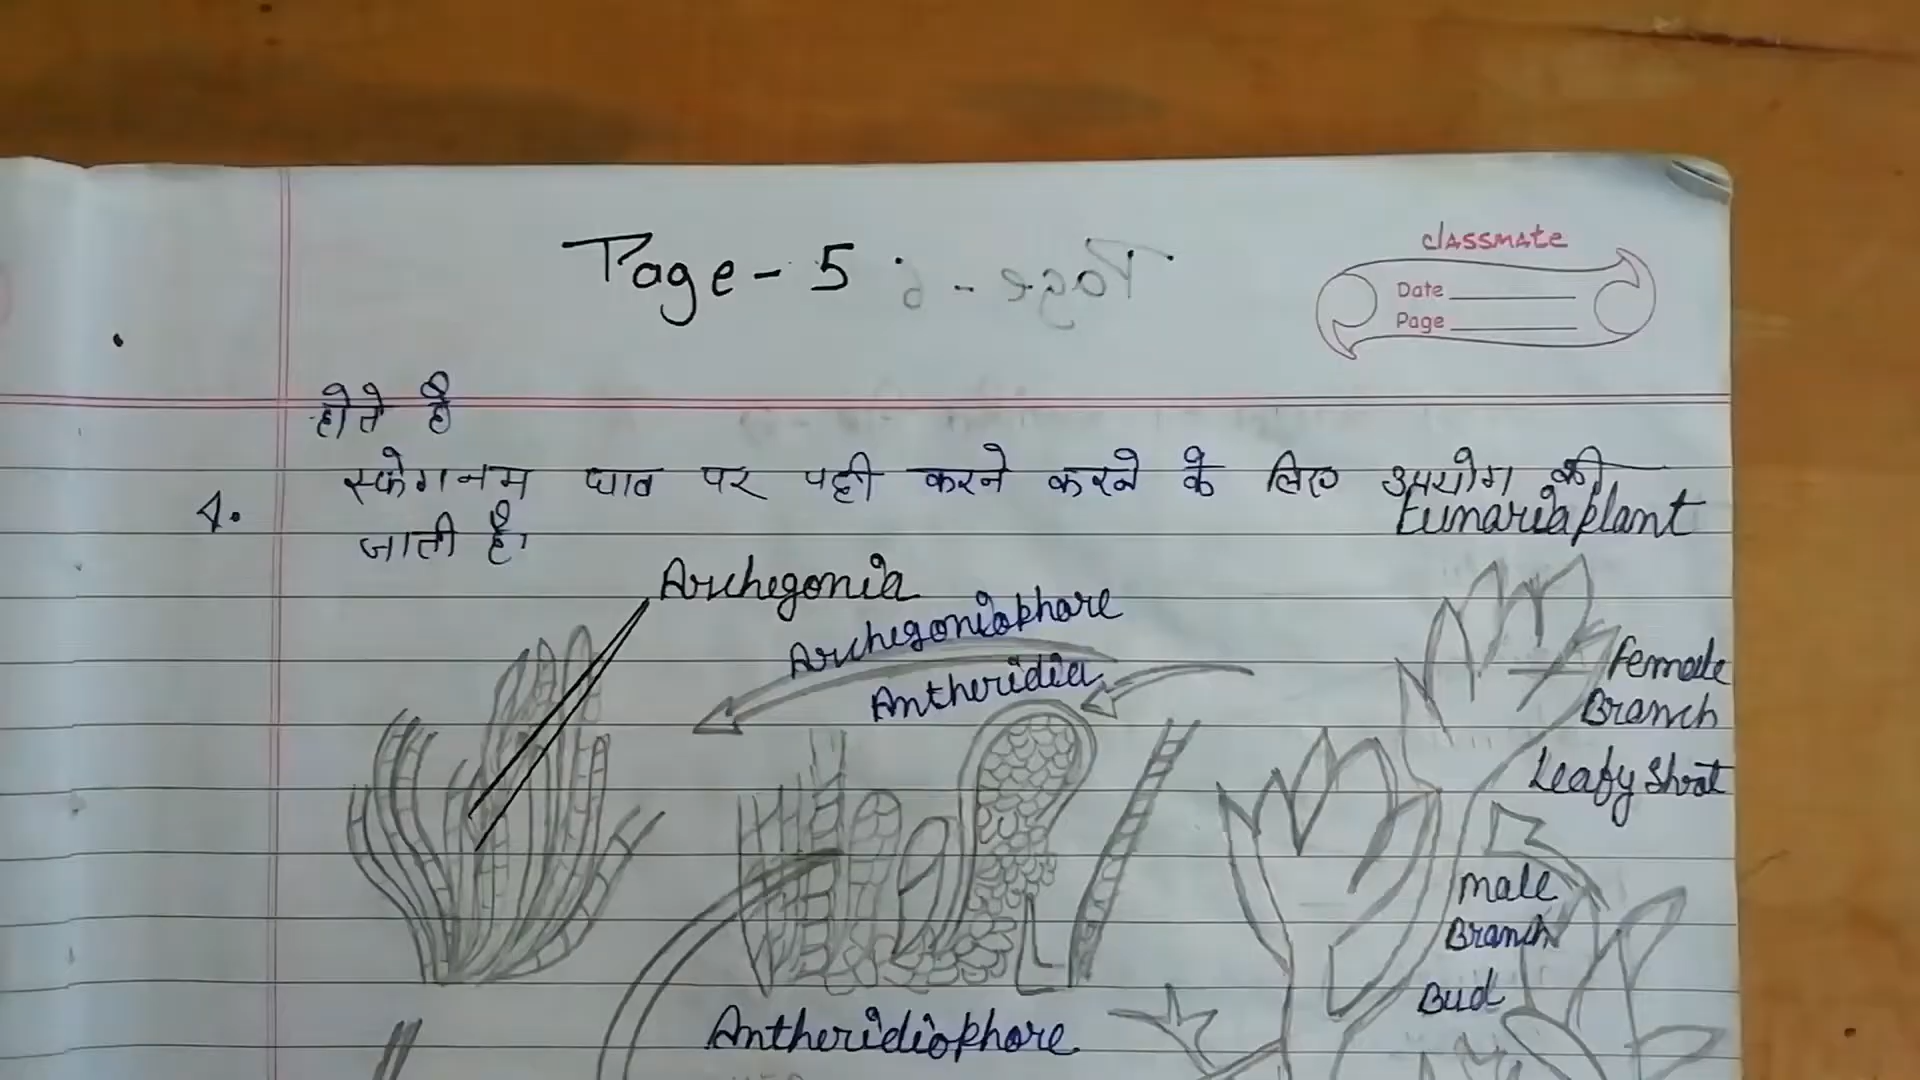 Page - 5
classmate
Date
Page
होते है
4. स्फेगनम घाव पर पट्टी करने करने के लिए उपयोग की
जाती है।
Funaria plant
Archegonia
Archegoniophore
Antheridia
Female
Branch
Leafy Shoot
Male
Branch
Bud
Antheridiophore